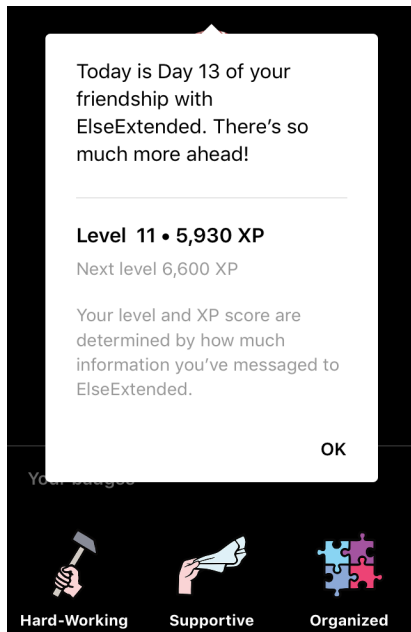 Today is Day 13 of your
friendship with
ElseExtended. There's so
much more ahead!
Level 11 • 5,930 XP
Next level 6,600 XP
Your level and XP score are
determined by how much
information you've messaged to
ElseExtended.
OK
Your badges
Hard-Working
Supportive
Organized